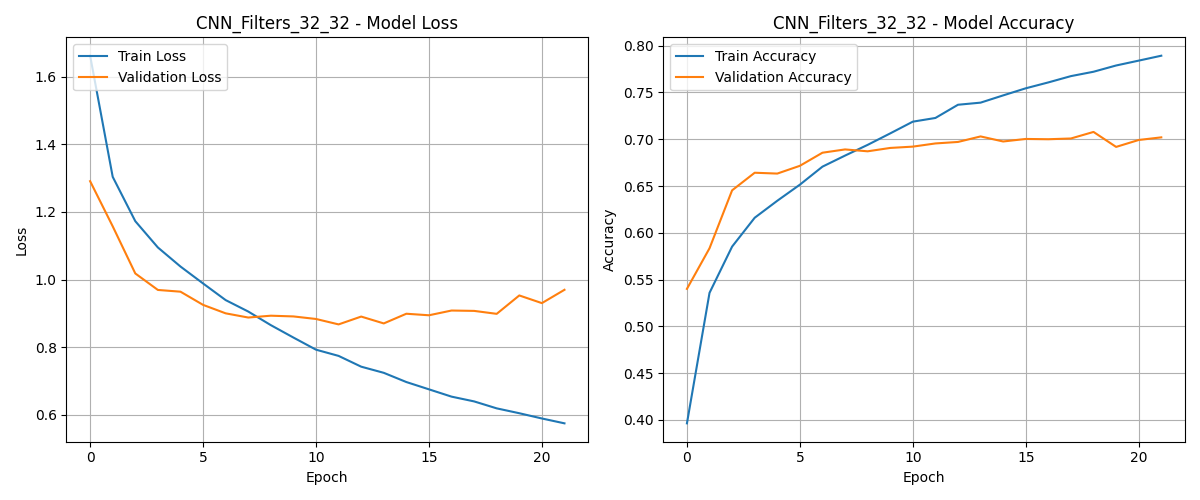 CNN_Filters_32_32 - Model Loss
Train Loss
Validation Loss
1.6
1.4
1.2
1.0
0.8
0.6
Loss
0 5 10 15 20
Epoch
CNN_Filters_32_32 - Model Accuracy
Train Accuracy
Validation Accuracy
0.80
0.75
0.70
0.65
0.60
0.55
0.50
0.45
0.40
Accuracy
0 5 10 15 20
Epoch